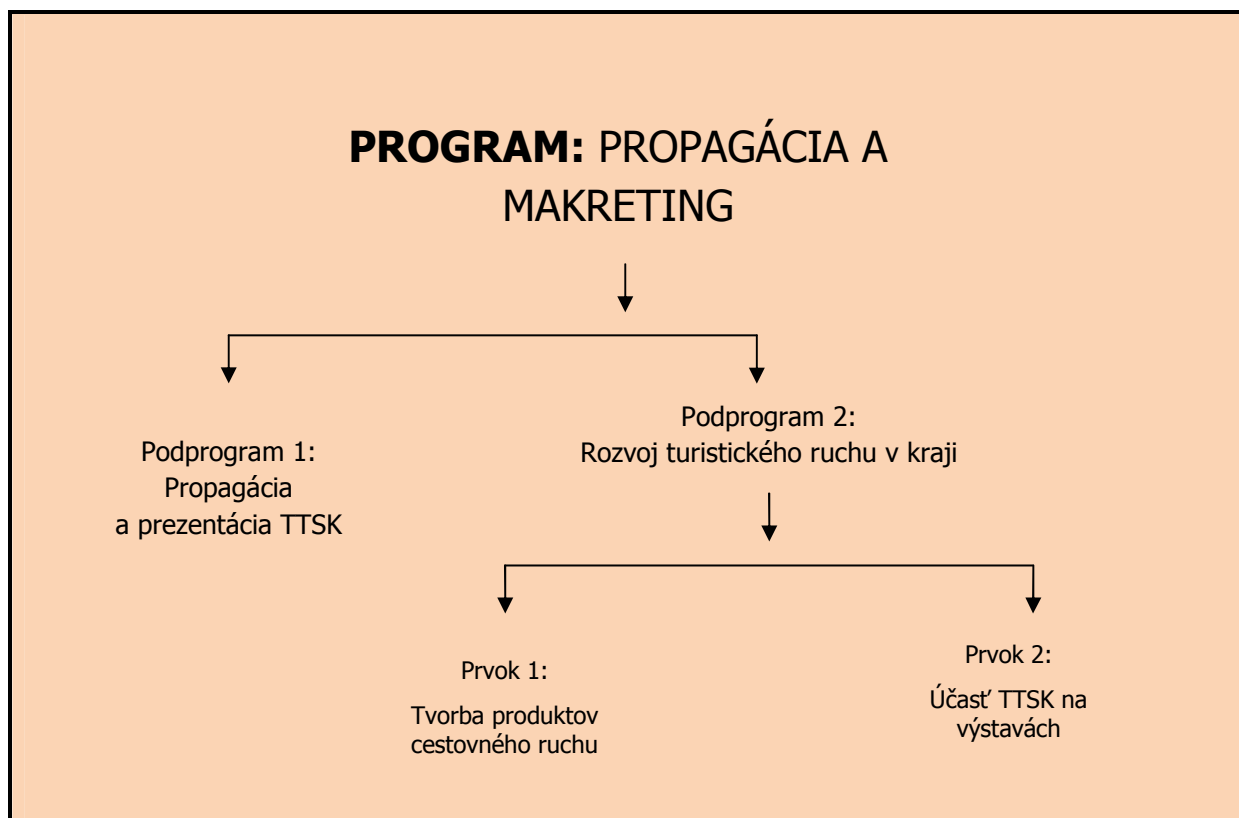 PROGRAM: PROPAGÁCIA A
MAKRETING
Podprogram 1:
Propagácia
a prezentácia TTSK
Podprogram 2:
Rozvoj turistického ruchu v kraji
Prvok 1:
Tvorba produktov
cestovného ruchu
Prvok 2:
Účasť TTSK na
výstavách